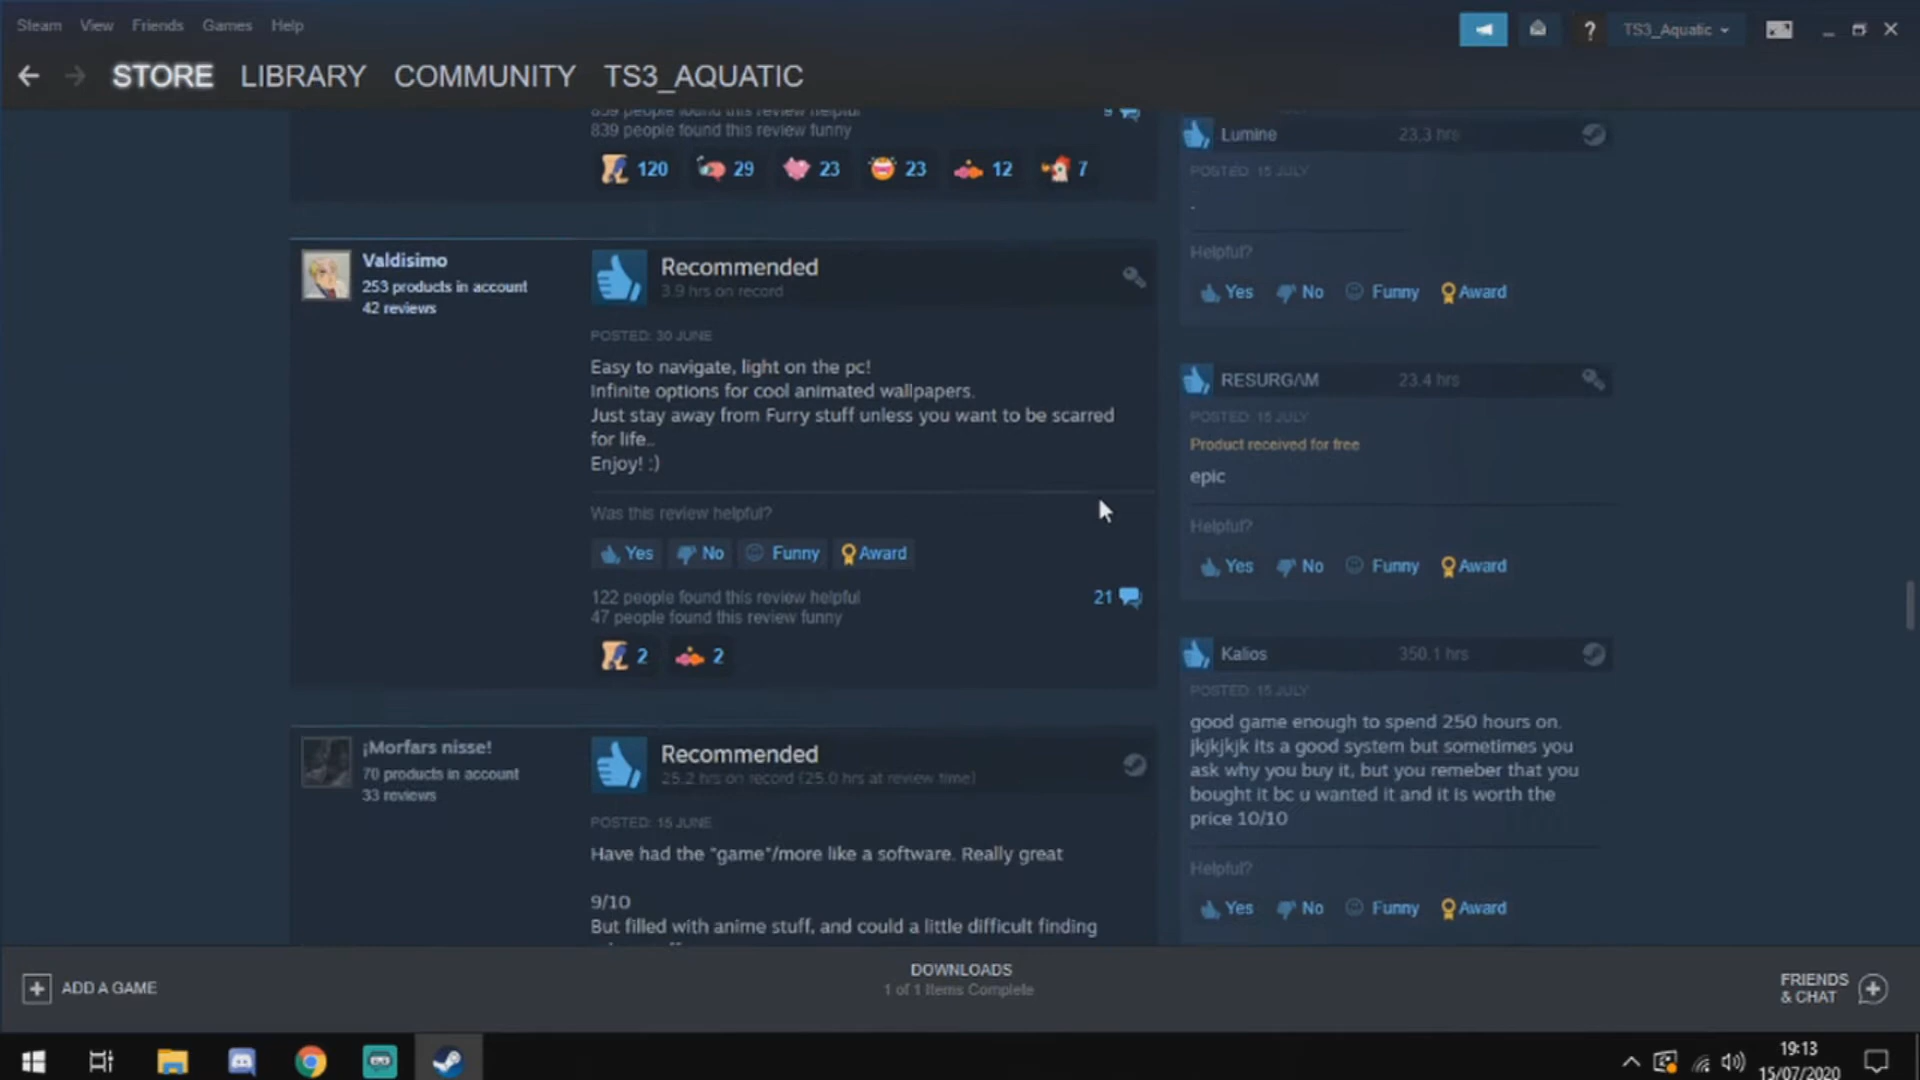 Steam View Friends Games Help
TS3_Aquatic
STORE LIBRARY COMMUNITY TS3_AQUATIC
839 people found this review helpful
9
839 people found this review funny
120 29 23 23 12 7
Valdisimo
253 products in account
42 reviews
Recommended
3.9 hrs on record
POSTED: 30 JUNE
Easy to navigate, light on the pc!
Infinite options for cool animated wallpapers.
Just stay away from Furry stuff unless you want to be scarred
for life..
Enjoy! :)
Was this review helpful?
Yes No Funny Award
122 people found this review helpful
21
47 people found this review funny
2 2
¡Morfars nisse!
70 products in account
33 reviews
Recommended
25.2 hrs on record (25.0 hrs at review time)
POSTED: 15 JUNE
Have had the "game"/more like a software. Really great
9/10
But filled with anime stuff, and could a little difficult finding
Lumine 23.3 hrs
POSTED: 15 JULY
.
Helpful?
Yes No Funny Award
RESURGΛM 23.4 hrs
POSTED: 15 JULY
Product received for free
epic
Helpful?
Yes No Funny Award
Kalios 350.1 hrs
POSTED: 15 JULY
good game enough to spend 250 hours on.
jkjkjkjk its a good system but sometimes you
ask why you buy it, but you remeber that you
bought it bc u wanted it and it is worth the
price 10/10
Helpful?
Yes No Funny Award
ADD A GAME
DOWNLOADS
1 of 1 Items Complete
FRIENDS
& CHAT
19:13
15/07/2020